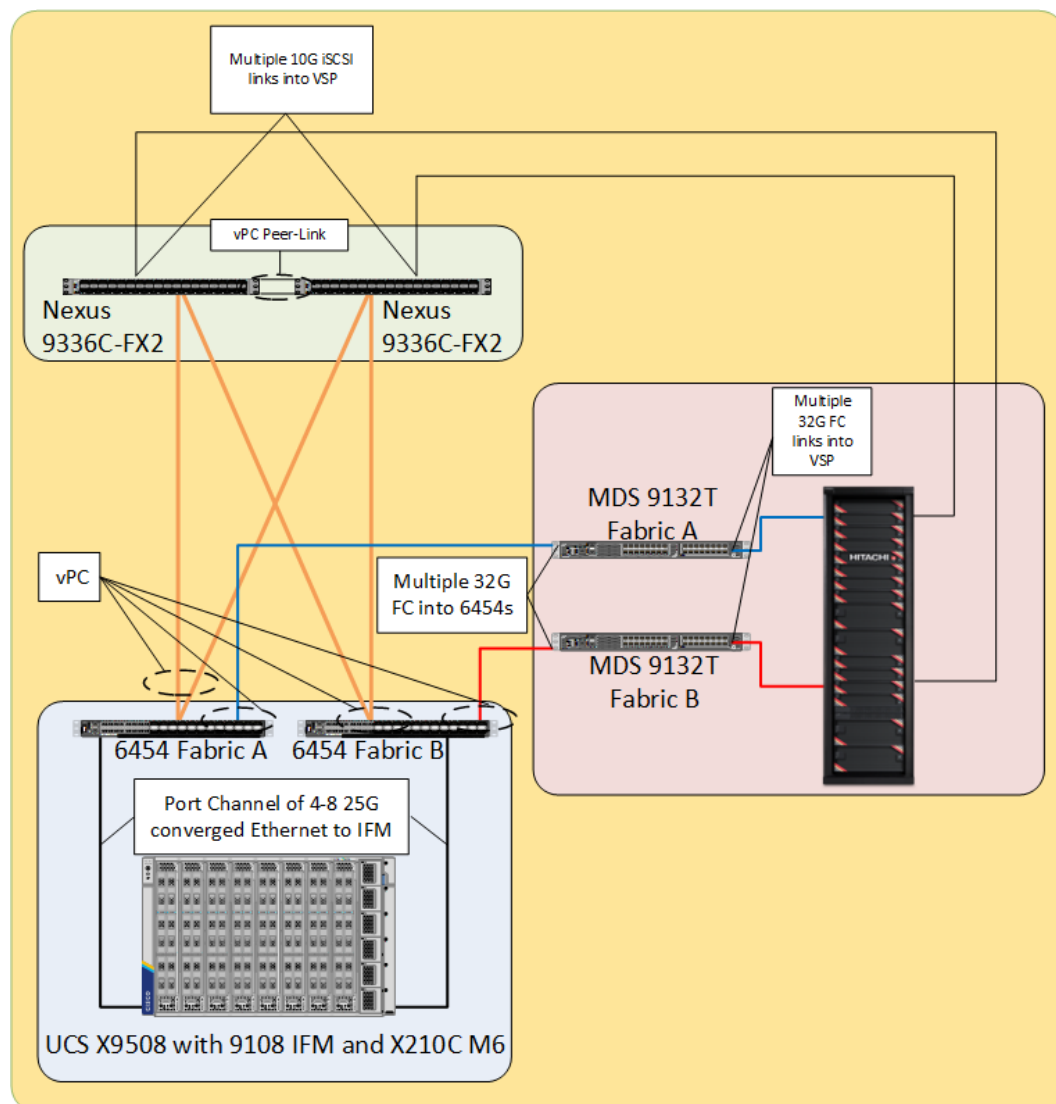 Multiple 10G iSCSI
links into VSP
vPC Peer-Link
Nexus
9336C-FX2
Nexus
9336C-FX2
Multiple
32G FC
links into
VSP
MDS 9132T
Fabric A
HITACHI
vPC
Multiple 32G
FC into 6454s
MDS 9132T
Fabric B
6454 Fabric A
6454 Fabric B
Port Channel of 4-8 25G
converged Ethernet to IFM
CISCO
UCS X9508 with 9108 IFM and X210C M6